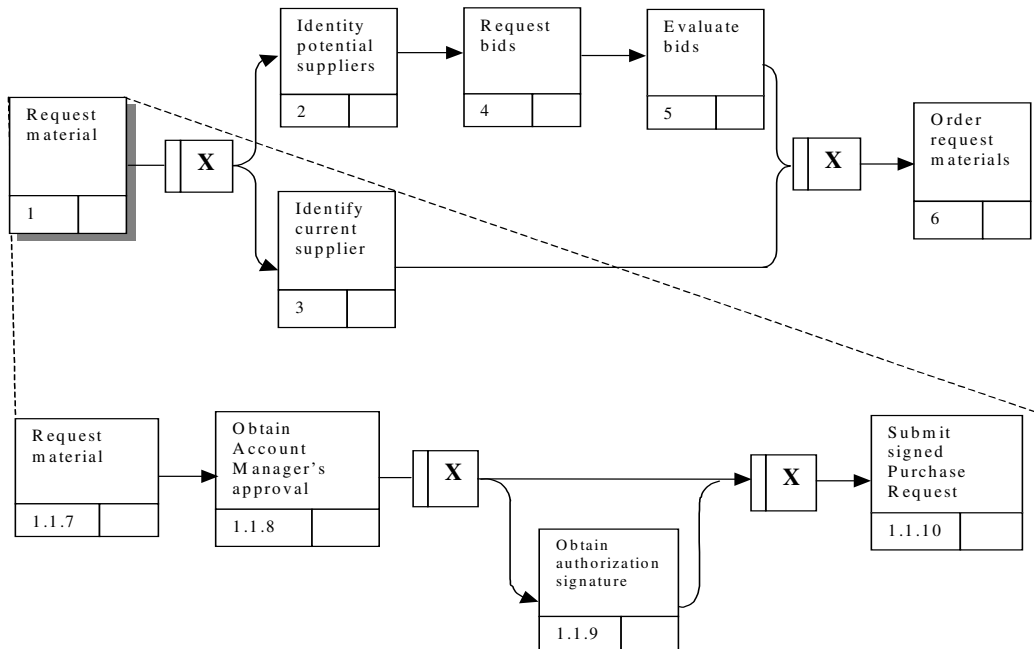 Identity
potential
suppliers
2
Request
bids
4
Evaluate
bids
5
Request
material
1
X
Identify
current
supplier
3
X
Order
request
materials
6
Request
material
1.1.7
Obtain
Account
Manager's
approval
1.1.8
X
Obtain
authorization
signature
1.1.9
X
Submit
signed
Purchase
Request
1.1.10